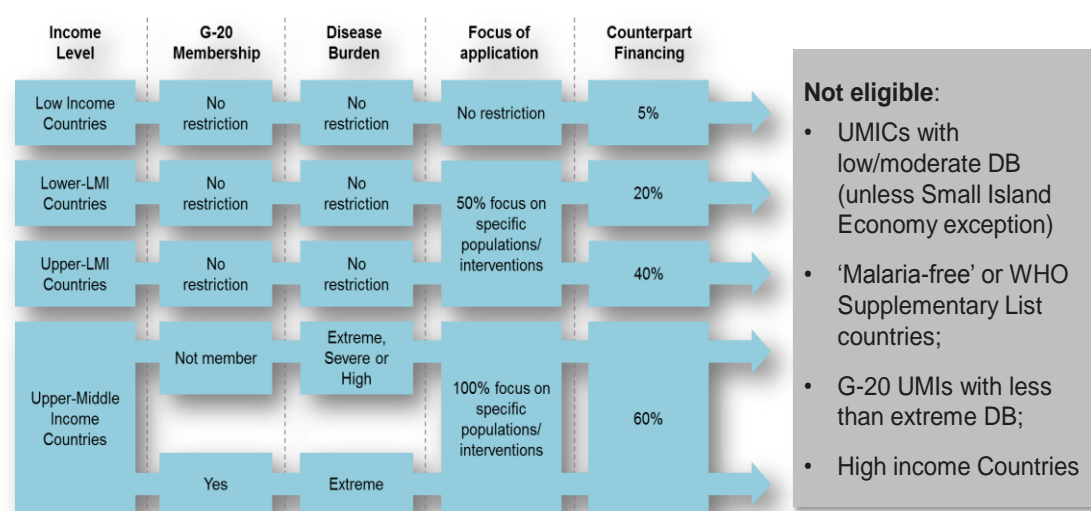 Income
Level
G-20
Membership
Disease
Burden
Focus of
application
Counterpart
Financing
Low Income
Countries
No
restriction
No
restriction
No restriction
5%
Lower-LMI
Countries
No
restriction
No
restriction
50% focus on
specific
populations/
interventions
20%
Upper-LMI
Countries
No
restriction
No
restriction
40%
Upper-Middle
Income
Countries
Not member
Extreme,
Severe or
High
100% focus on
specific
populations/
interventions
60%
Yes
Extreme
Not eligible:
• UMICs with
low/moderate DB
(unless Small Island
Economy exception)
• ‘Malaria-free’ or WHO
Supplementary List
countries;
• G-20 UMIs with less
than extreme DB;
• High income Countries